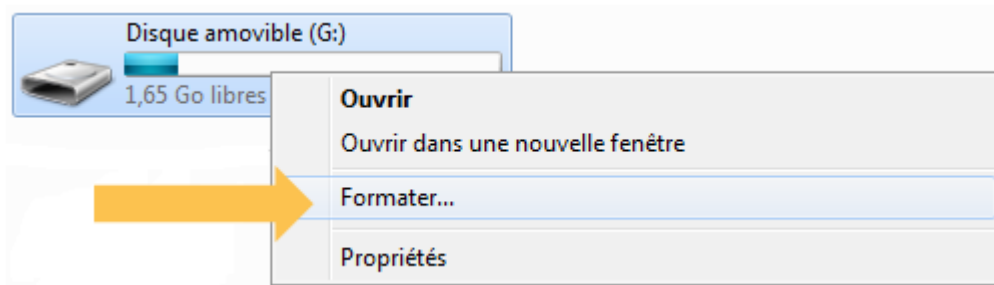 Disque amovible (G:)
1,65 Go libres
Ouvrir
Ouvrir dans une nouvelle fenêtre
Formater...
Propriétés